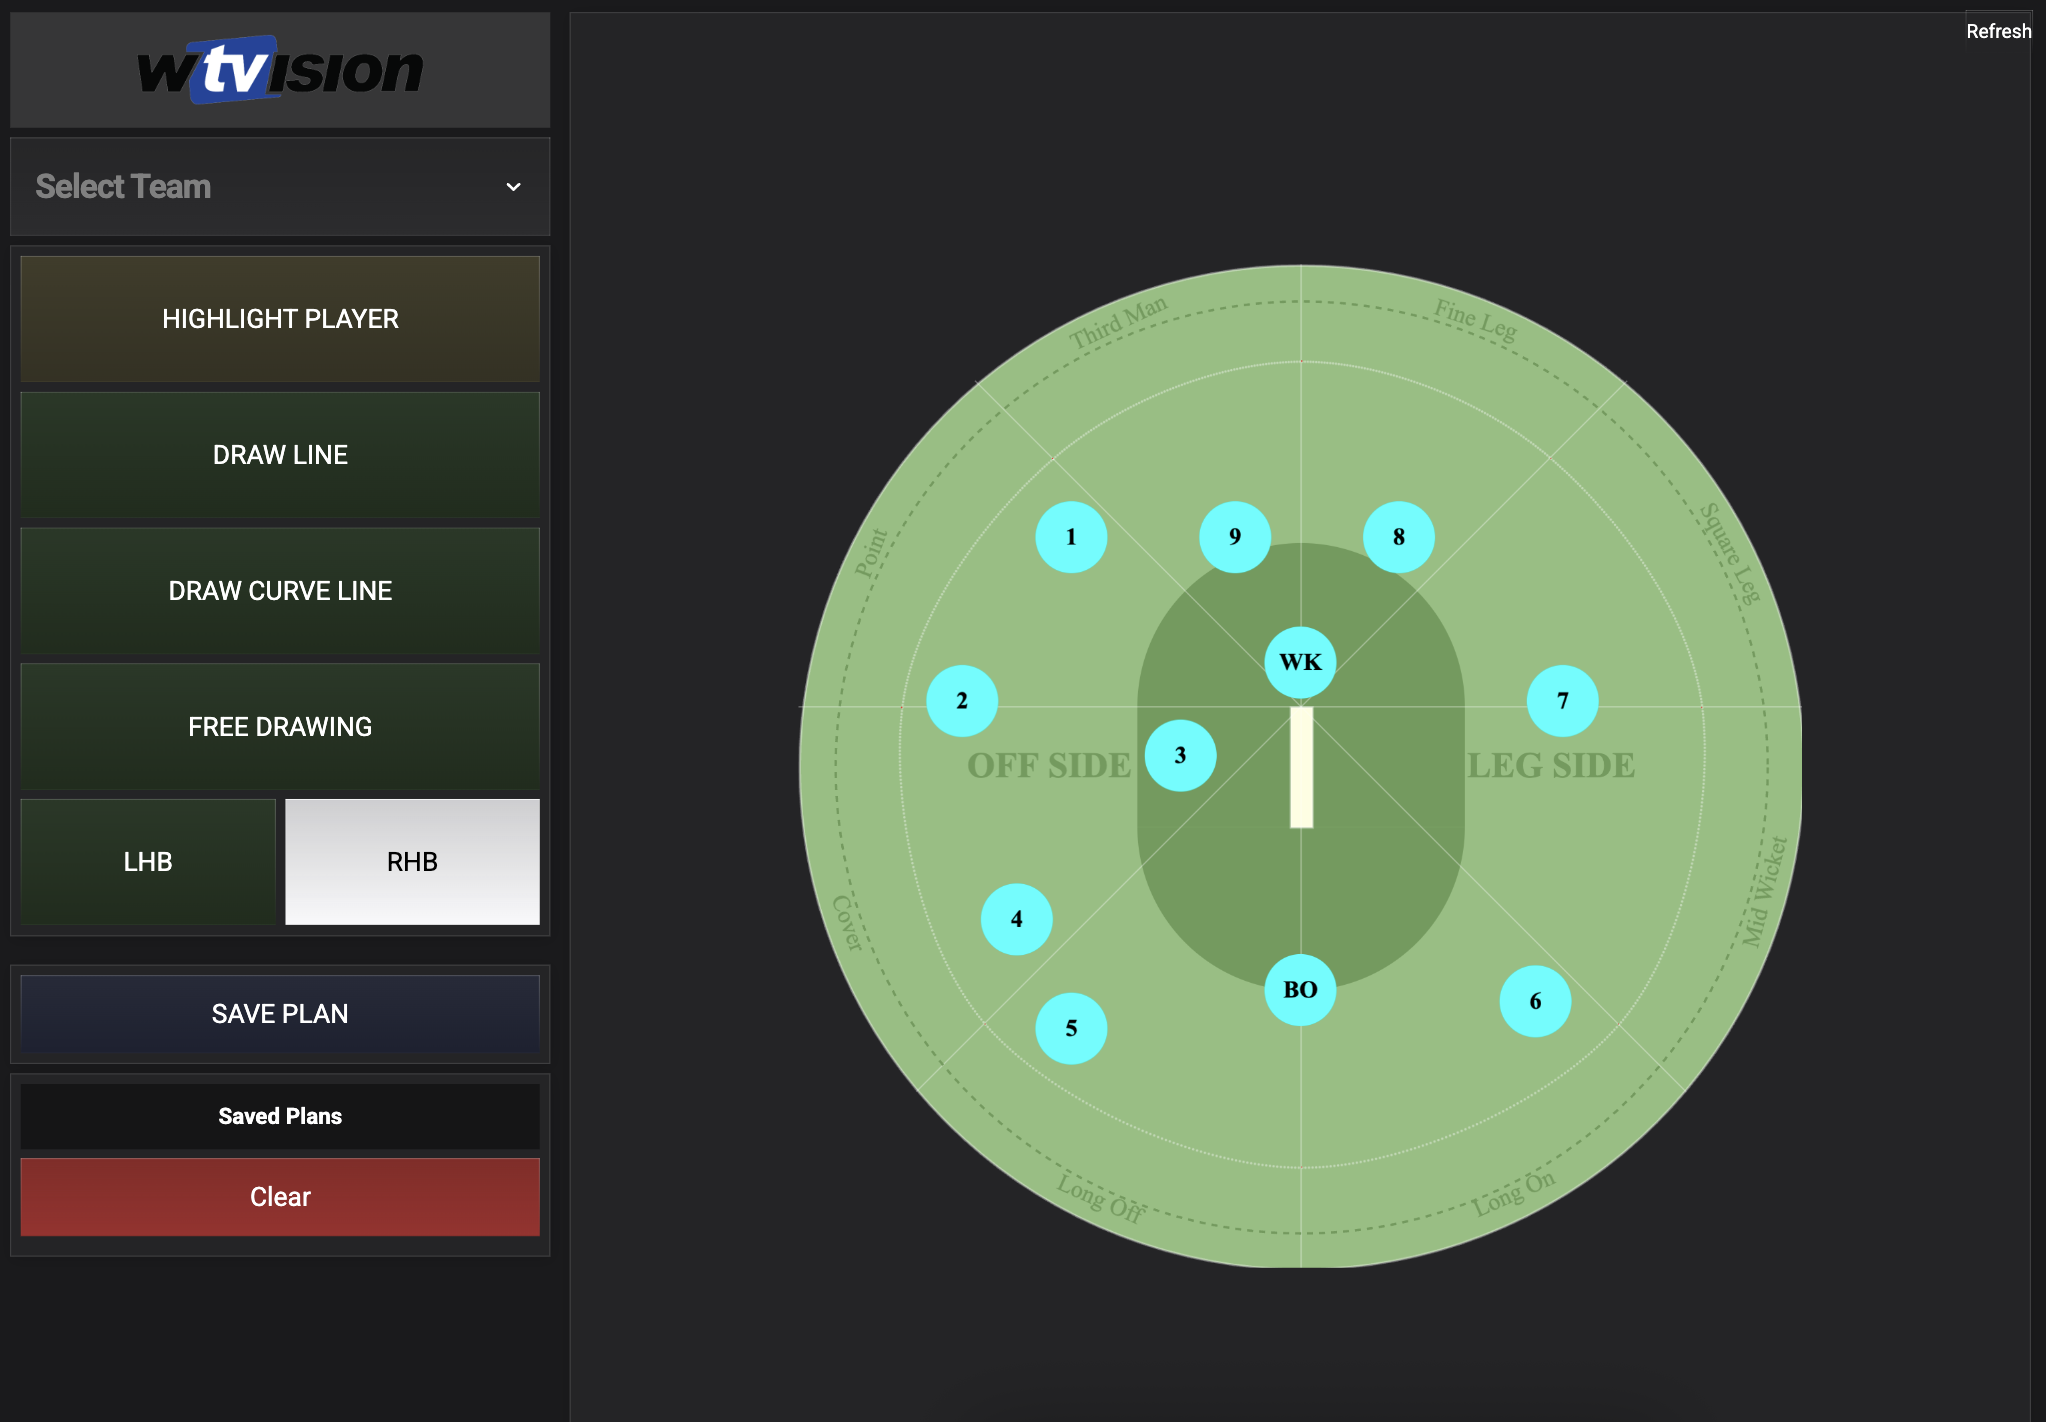 wtvision
Select Team
HIGHLIGHT PLAYER
DRAW LINE
DRAW CURVE LINE
FREE DRAWING
LHB
RHB
SAVE PLAN
Saved Plans
Clear
Refresh
Third Man
Fine Leg
Point
Square Leg
1
9
8
WK
2
7
3
OFF SIDE
LEG SIDE
Cover
Mid Wicket
4
BO
6
5
Long Off
Long On